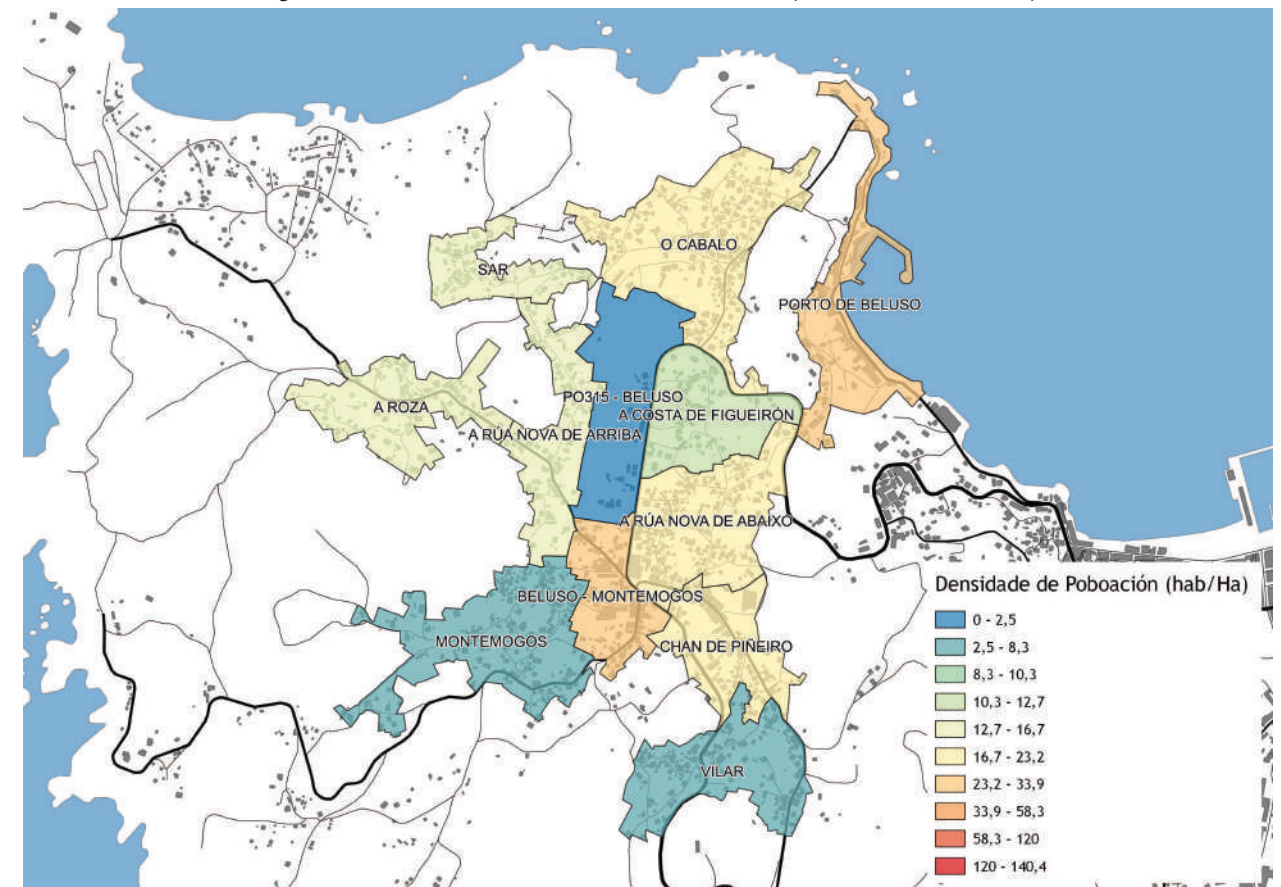 O CABALO
SAR
PORTO DE BELUSO
PO315 - BELUSO
A ROZA
A COSTA DE FIGUEIRÓN
A RÚA NOVA DE ARRIBA
A RÚA NOVA DE ABAIXO
BELUSO - MONTEMOGOS
MONTEMOGOS
CHAN DE PIÑEIRO
VILAR
Densidade de Poboación (hab/Ha)
0 - 2,5
2,5 - 8,3
8,3 - 10,3
10,3 - 12,7
12,7 - 16,7
16,7 - 23,2
23,2 - 33,9
33,9 - 58,3
58,3 - 120
120 - 140,4